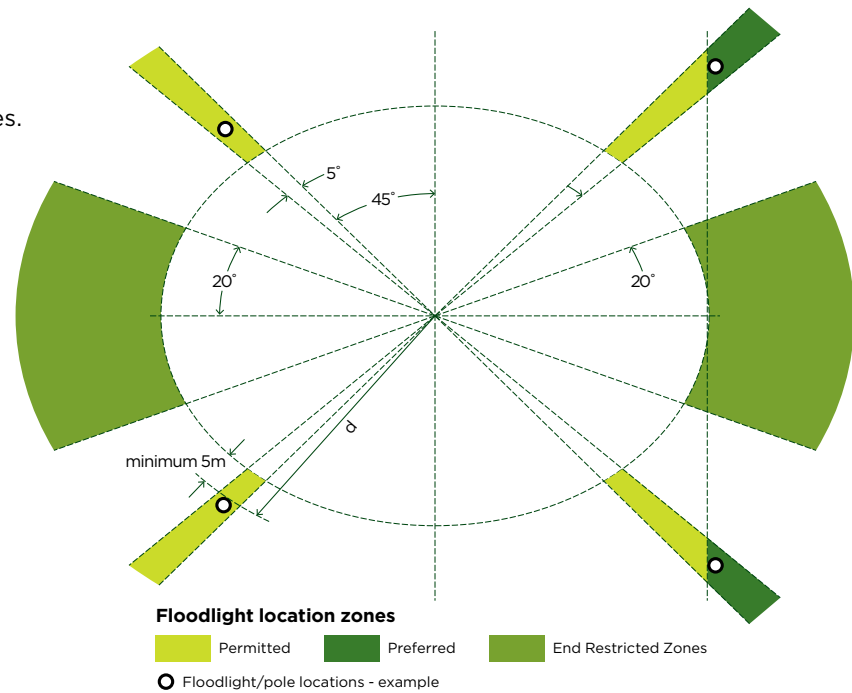 es.
5°
45°
20°
20°
d
minimum 5m
Floodlight location zones
Permitted
Preferred
End Restricted Zones
Floodlight/pole locations - example